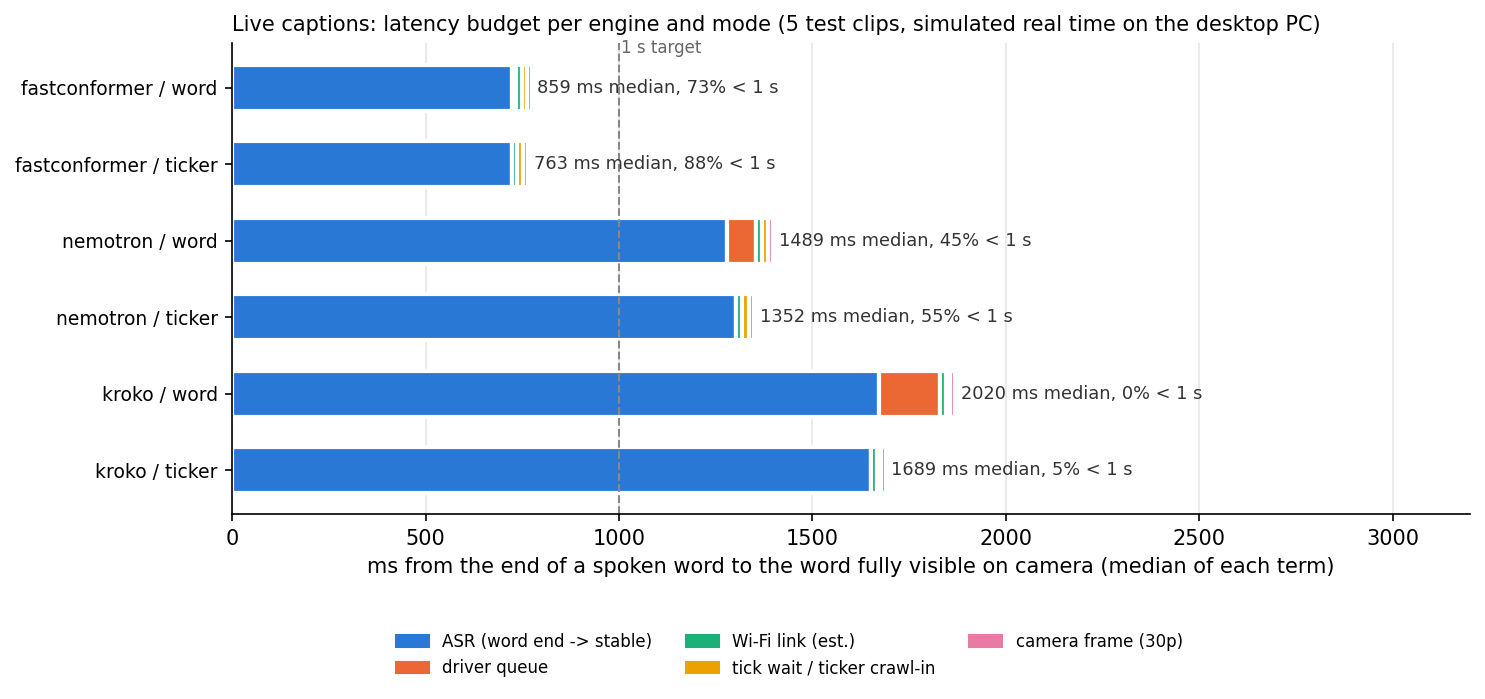 Live captions: latency budget per engine and mode (5 test clips, simulated real time on the desktop PC)
1 s target
fastconformer / word
859 ms median, 73% < 1 s
fastconformer / ticker
763 ms median, 88% < 1 s
nemotron / word
1489 ms median, 45% < 1 s
nemotron / ticker
1352 ms median, 55% < 1 s
kroko / word
2020 ms median, 0% < 1 s
kroko / ticker
1689 ms median, 5% < 1 s
0 500 1000 1500 2000 2500 3000
ms from the end of a spoken word to the word fully visible on camera (median of each term)
ASR (word end -> stable)
driver queue
Wi-Fi link (est.)
tick wait / ticker crawl-in
camera frame (30p)